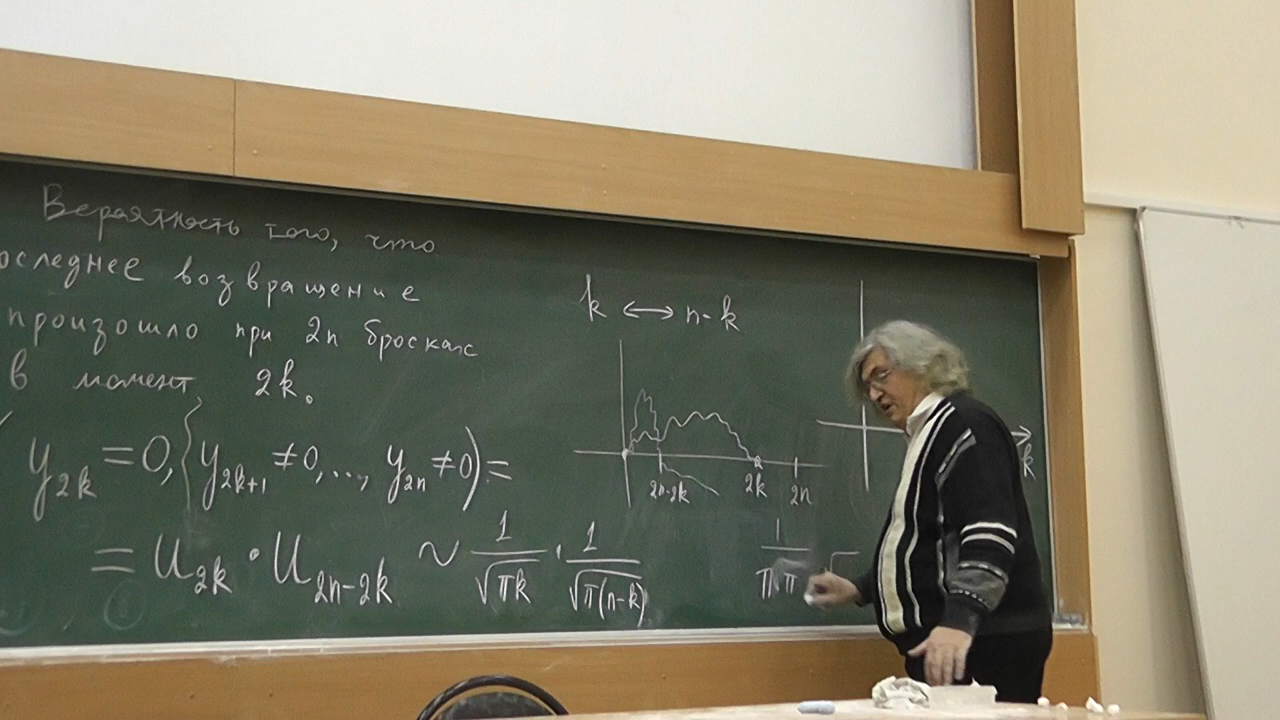 Вероятность того, что
оследнее возвращение
произошло при 2n бросках
в момент 2k.
y₂ₖ = 0, {y₂ₖ₊₁ ≠ 0, ..., y₂ₙ ≠ 0) =
= u₂ₖ · u₂ₙ₋₂ₖ ~ 1/√πk · 1/√π(n-k)
k ↔ n-k
2n-2k 2k 2n
k
1